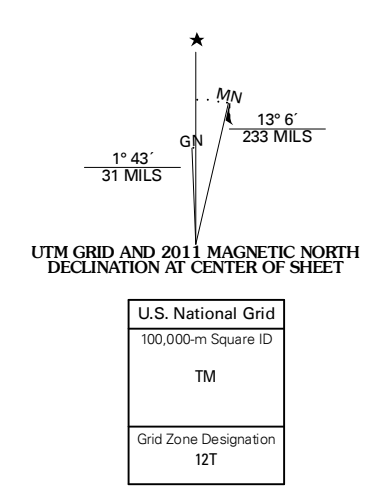 ★
MN
13° 6´
233 MILS
GN
1° 43´
31 MILS
UTM GRID AND 2011 MAGNETIC NORTH
DECLINATION AT CENTER OF SHEET
U.S. National Grid
100,000-m Square ID
TM
Grid Zone Designation
12T